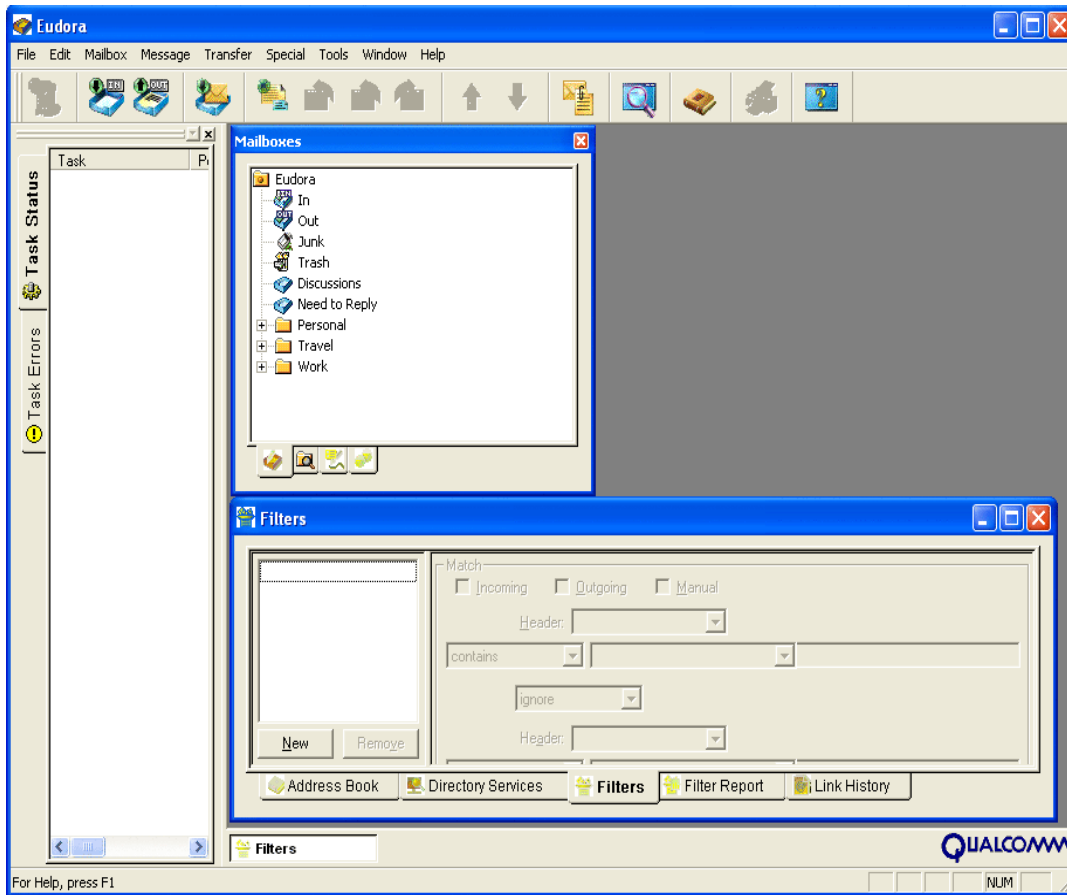 Eudora
File Edit Mailbox Message Transfer Special Tools Window Help
IN OUT
Task
Task Status
Task Errors
Mailboxes
Eudora
In
Out
Junk
Trash
Discussions
Need to Reply
Personal
Travel
Work
Filters
Match
Incoming Outgoing Manual
Header:
contains
ignore
Header:
New Remove
Address Book Directory Services Filters Filter Report Link History
Filters
QUALCOMM
For Help, press F1
NUM